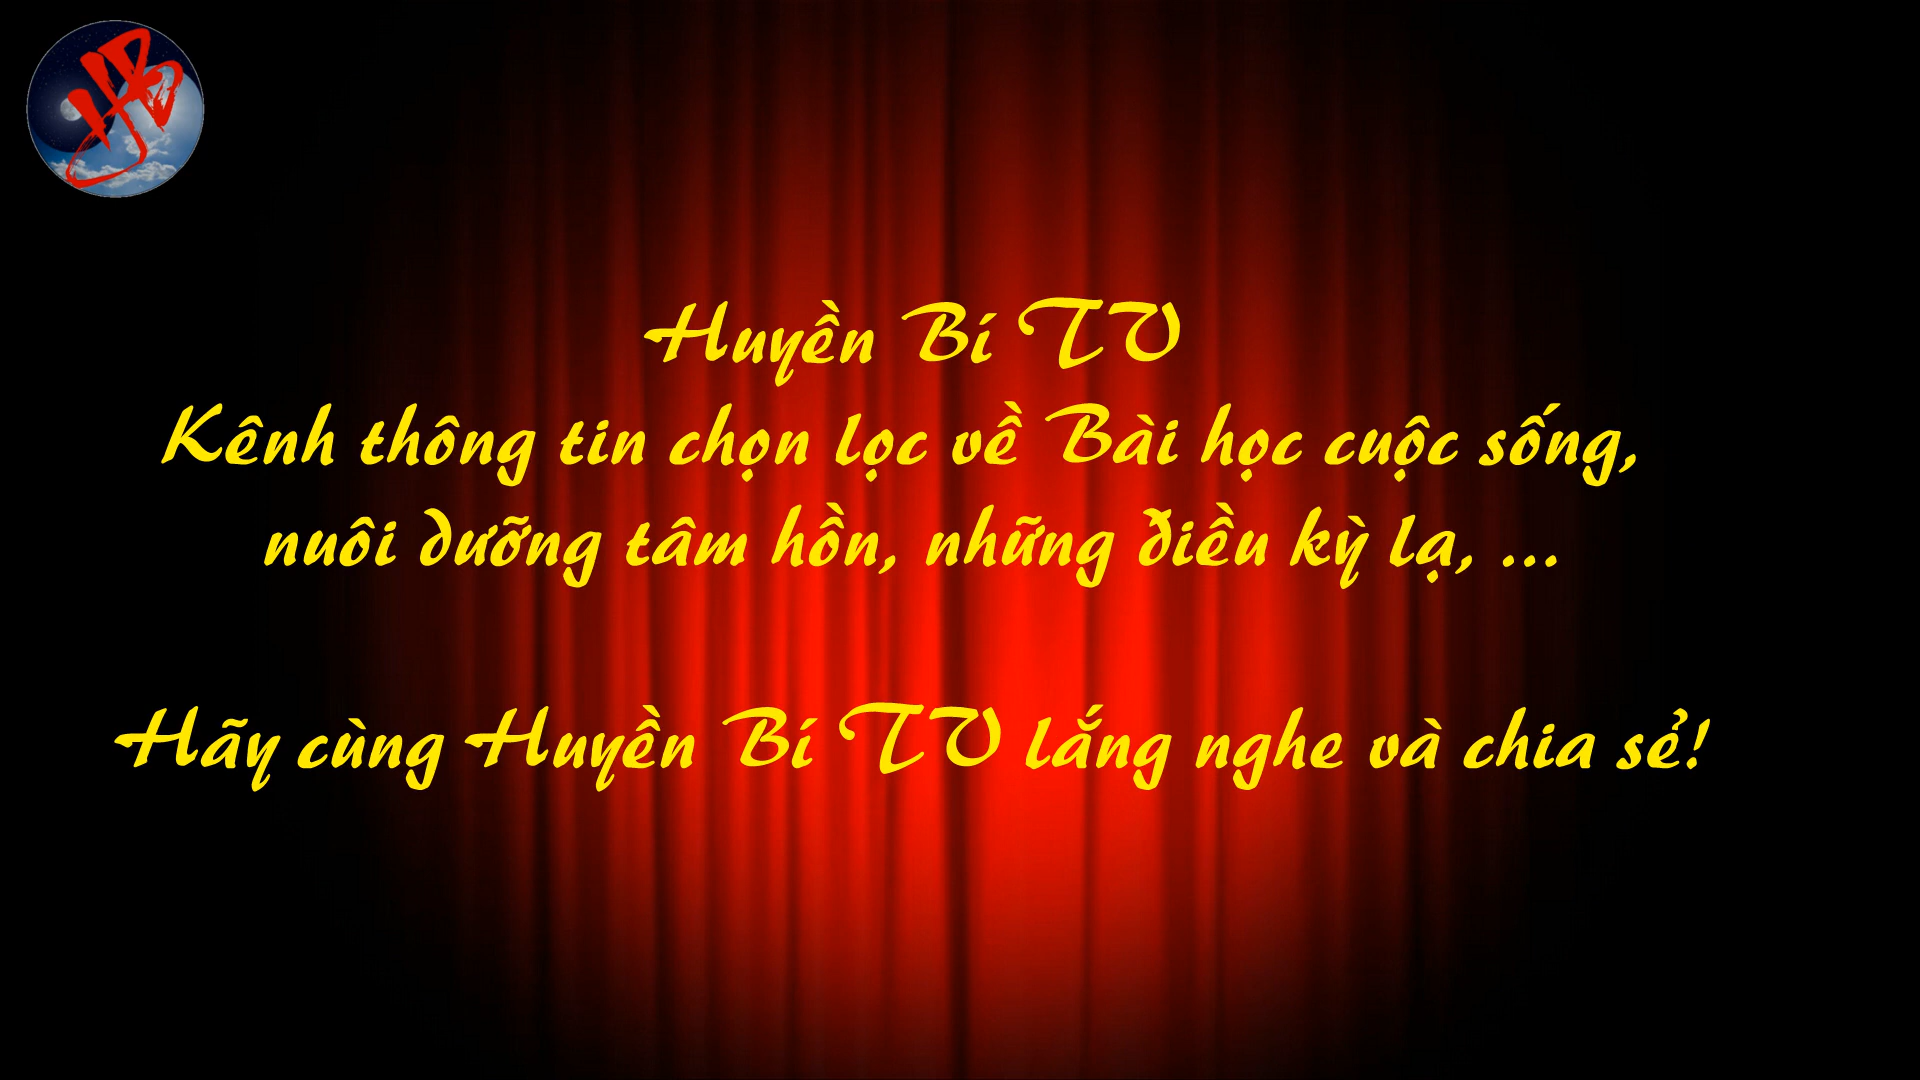 Huyền Bí TV
Kênh thông tin chọn lọc về Bài học cuộc sống,
nuôi dưỡng tâm hồn, những điều kỳ lạ, ...
Hãy cùng Huyền Bí TV lắng nghe và chia sẻ!